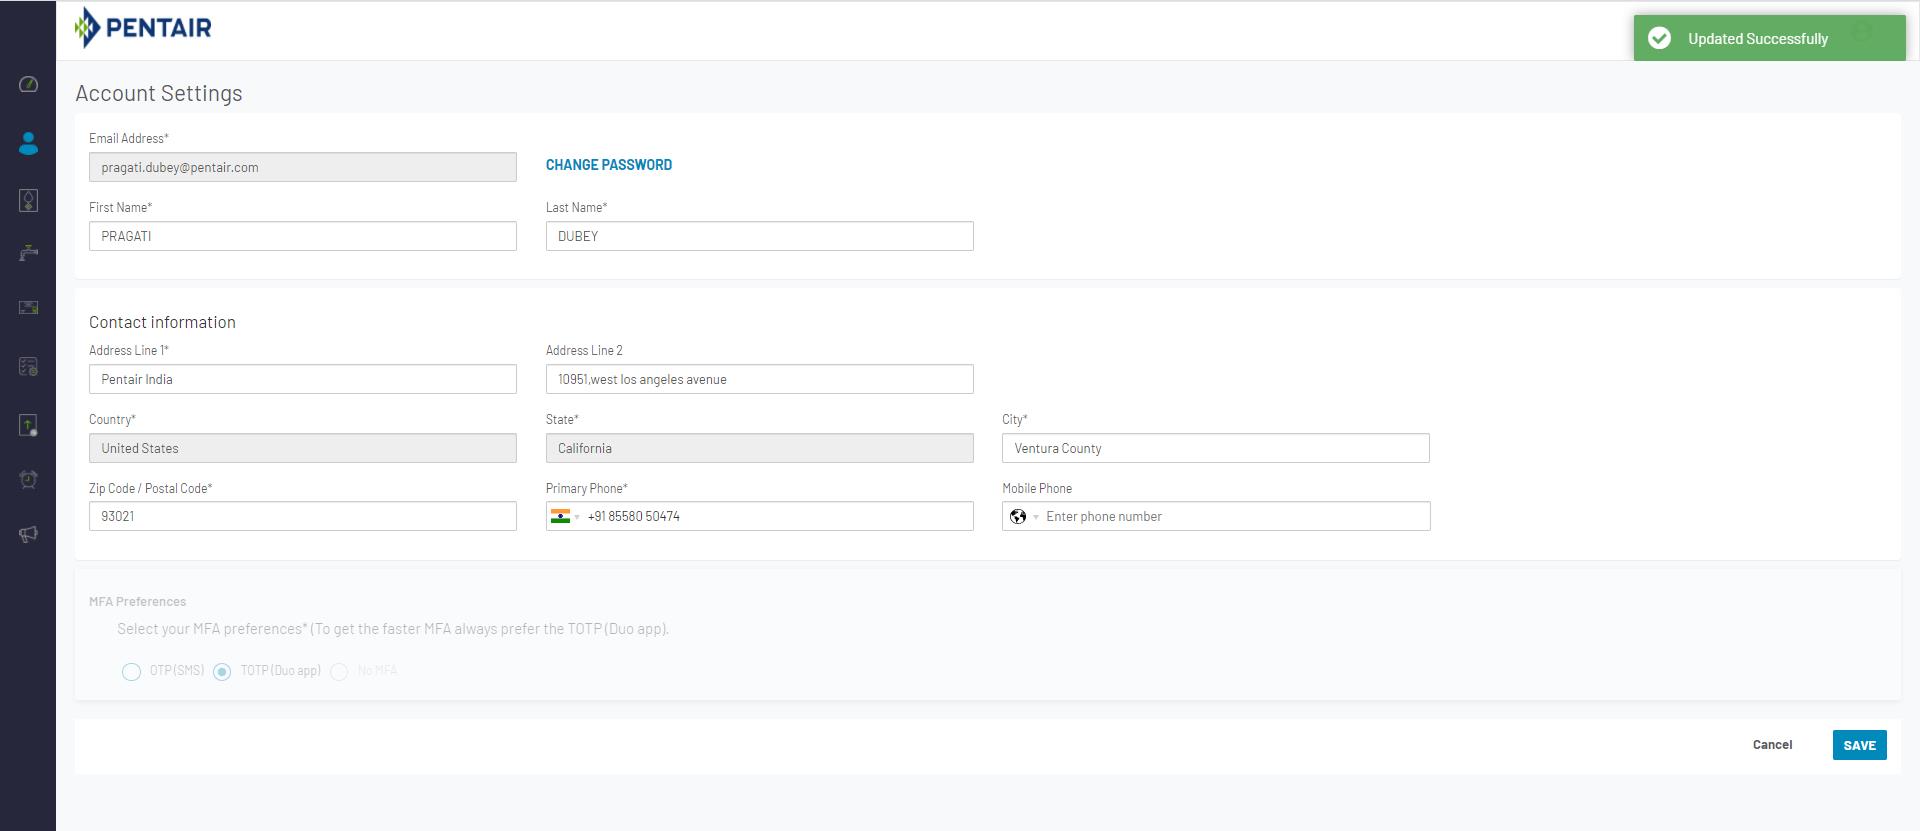 PENTAIR
Updated Successfully
Account Settings
Email Address*
pragati.dubey@pentair.com
CHANGE PASSWORD
First Name*
Last Name*
PRAGATI
DUBEY
Contact information
Address Line 1*
Address Line 2
Pentair India
10951,west los angeles avenue
Country*
State*
City*
United States
California
Ventura County
Zip Code / Postal Code*
Primary Phone*
Mobile Phone
93021
+91 85580 50474
Enter phone number
MFA Preferences
Select your MFA preferences* (To get the faster MFA always prefer the TOTP (Duo app).
OTP (SMS)
TOTP (Duo app)
No MFA
Cancel
SAVE